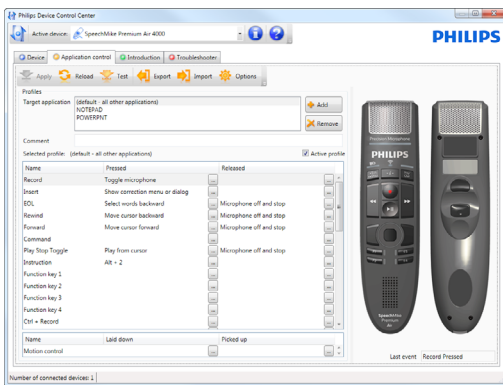 Philips Device Control Center
Active device: SpeechMike Premium Air 4000
PHILIPS
Device Application control Introduction Troubleshooter
Apply Reload Test Export Import Options
Profiles
Target application (default - all other applications)
NOTEPAD
POWERPNT
Add
Remove
Comment
Selected profile: (default - all other applications) Active profile
Name Pressed Released
Record Toggle microphone
Insert Show correction menu or dialog
EOL Select words backward Microphone off and stop
Rewind Move cursor backward
Forward Move cursor forward Microphone off and stop
Command
Play Stop Toggle Play from cursor Microphone off and stop
Instruction Alt + 2
Function key 1
Function key 2
Function key 3
Function key 4
Ctrl + Record
Name Laid down Picked up
Motion control
Precision Microphone
PHILIPS
SpeechMike
Premium
Air
Last event Record Pressed
Number of connected devices: 1